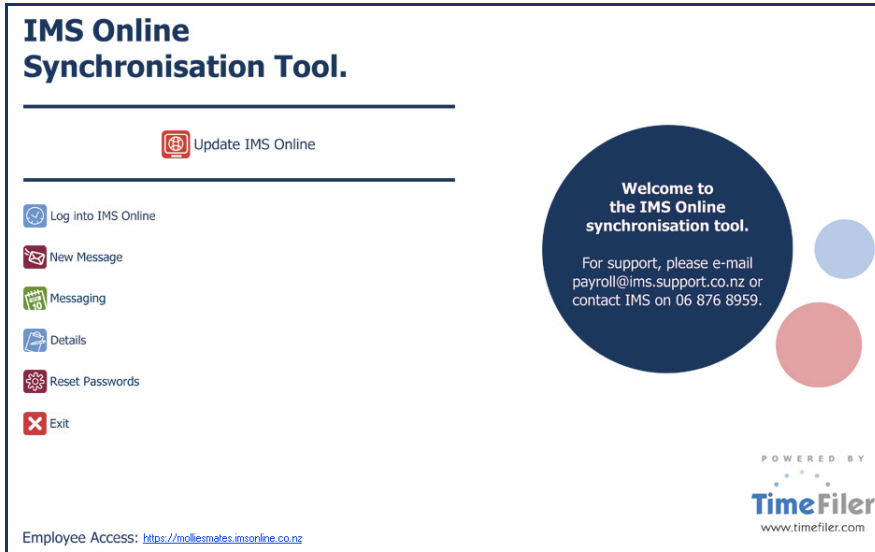 IMS Online
Synchronisation Tool.
Update IMS Online
Log into IMS Online
New Message
Messaging
Details
Reset Passwords
Exit
Welcome to
the IMS Online
synchronisation tool.
For support, please e-mail
payroll@ims.support.co.nz or
contact IMS on 06 876 8959.
POWERED BY
TimeFiler
www.timefiler.com
Employee Access: https://molliesmates.imsonline.co.nz